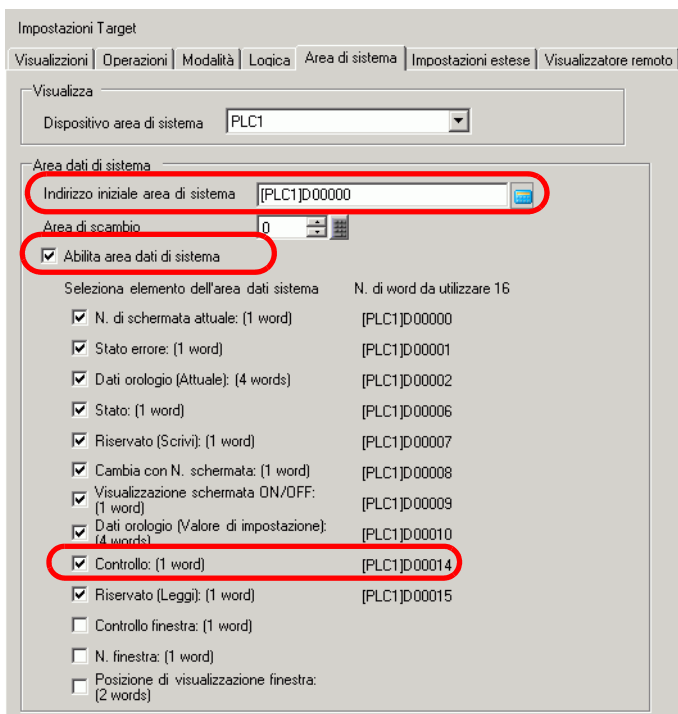 Impostazioni Target
Visualizzioni Operazioni Modalità Logica Area di sistema Impostazioni estese Visualizzatore remoto
Visualizza
Dispositivo area di sistema PLC1
Area dati di sistema
Indirizzo iniziale area di sistema [PLC1]D00000
Area di scambio 0
Abilita area dati di sistema
Seleziona elemento dell'area dati sistema N. di word da utilizzare 16
N. di schermata attuale: (1 word) [PLC1]D00000
Stato errore: (1 word) [PLC1]D00001
Dati orologio (Attuale): (4 words) [PLC1]D00002
Stato: (1 word) [PLC1]D00006
Riservato (Scrivi): (1 word) [PLC1]D00007
Cambia con N. schermata: (1 word) [PLC1]D00008
Visualizzazione schermata ON/OFF:
(1 word) [PLC1]D00009
Dati orologio (Valore di impostazione):
(4 words) [PLC1]D00010
Controllo: (1 word) [PLC1]D00014
Riservato (Leggi): (1 word) [PLC1]D00015
Controllo finestra: (1 word)
N. finestra: (1 word)
Posizione di visualizzazione finestra:
(2 words)